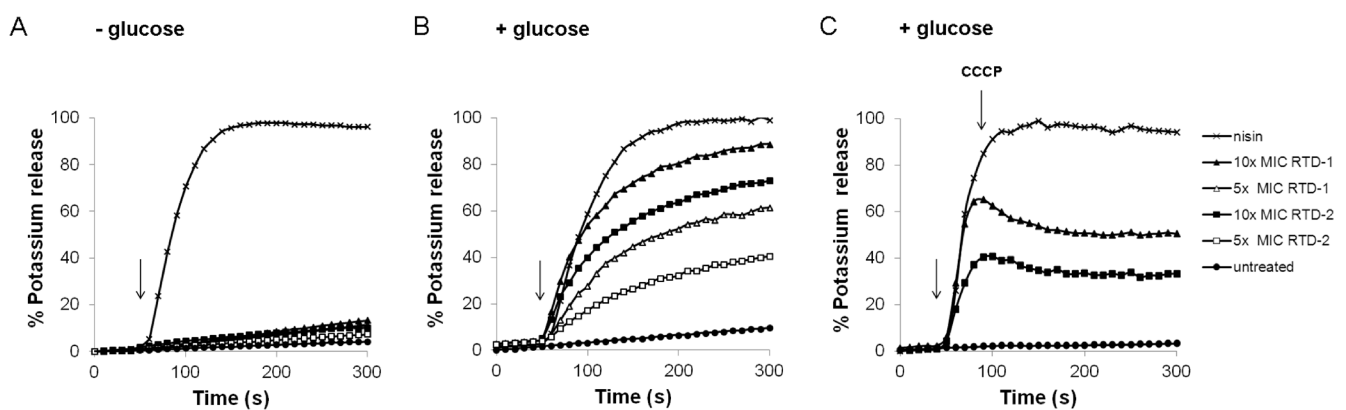 A - glucose
B + glucose
C + glucose
CCCP
% Potassium release
100
80
60
40
20
0
0 100 200 300
Time (s)
% Potassium release
100
80
60
40
20
0
0 100 200 300
Time (s)
% Potassium release
100
80
60
40
20
0
0 100 200 300
Time (s)
nisin
10x MIC RTD-1
5x MIC RTD-1
10x MIC RTD-2
5x MIC RTD-2
untreated